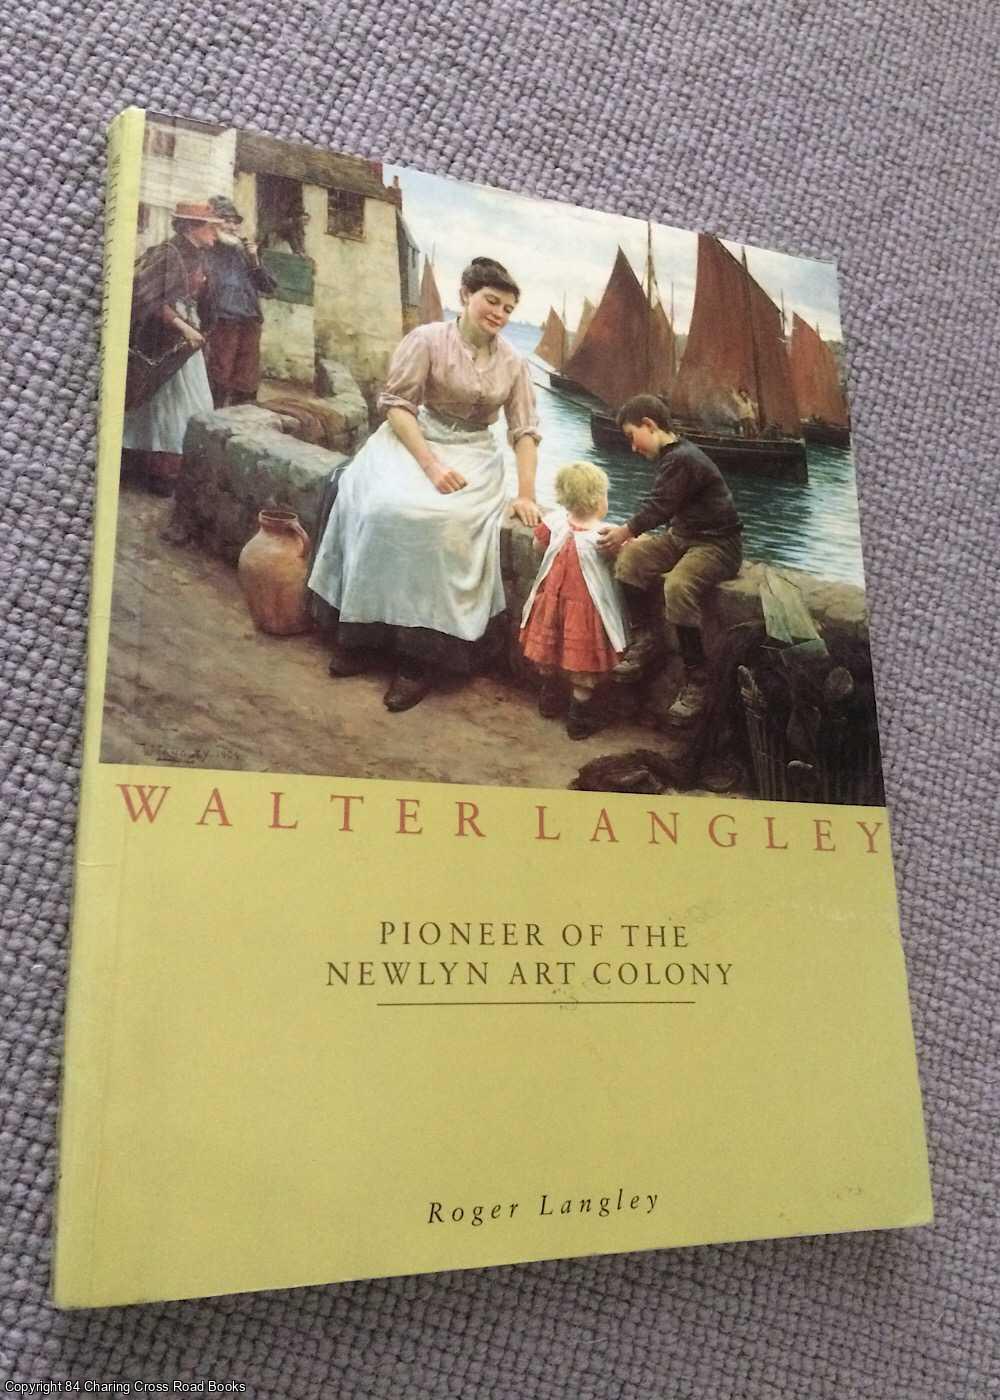 WALTER LANGLEY
PIONEER OF THE
NEWLYN ART COLONY
Roger Langley
Copyright 84 Charing Cross Road Books